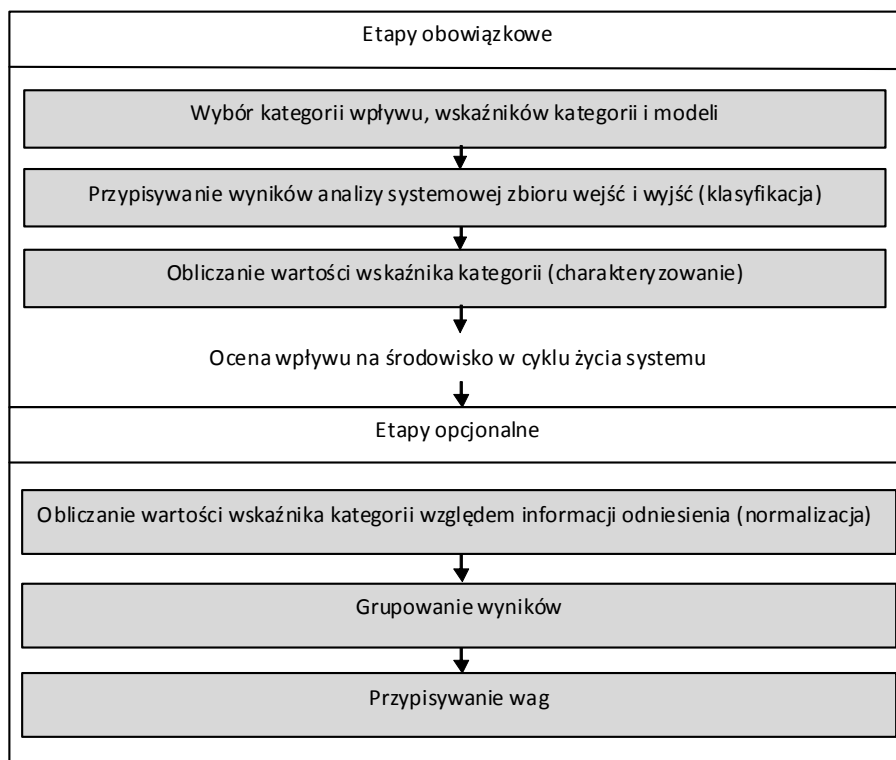 Etapy obowiązkowe
Wybór kategorii wpływu, wskaźników kategorii i modeli
Przypisywanie wyników analizy systemowej zbioru wejść i wyjść (klasyfikacja)
Obliczanie wartości wskaźnika kategorii (charakteryzowanie)
Ocena wpływu na środowisko w cyklu życia systemu
Etapy opcjonalne
Obliczanie wartości wskaźnika kategorii względem informacji odniesienia (normalizacja)
Grupowanie wyników
Przypisywanie wag